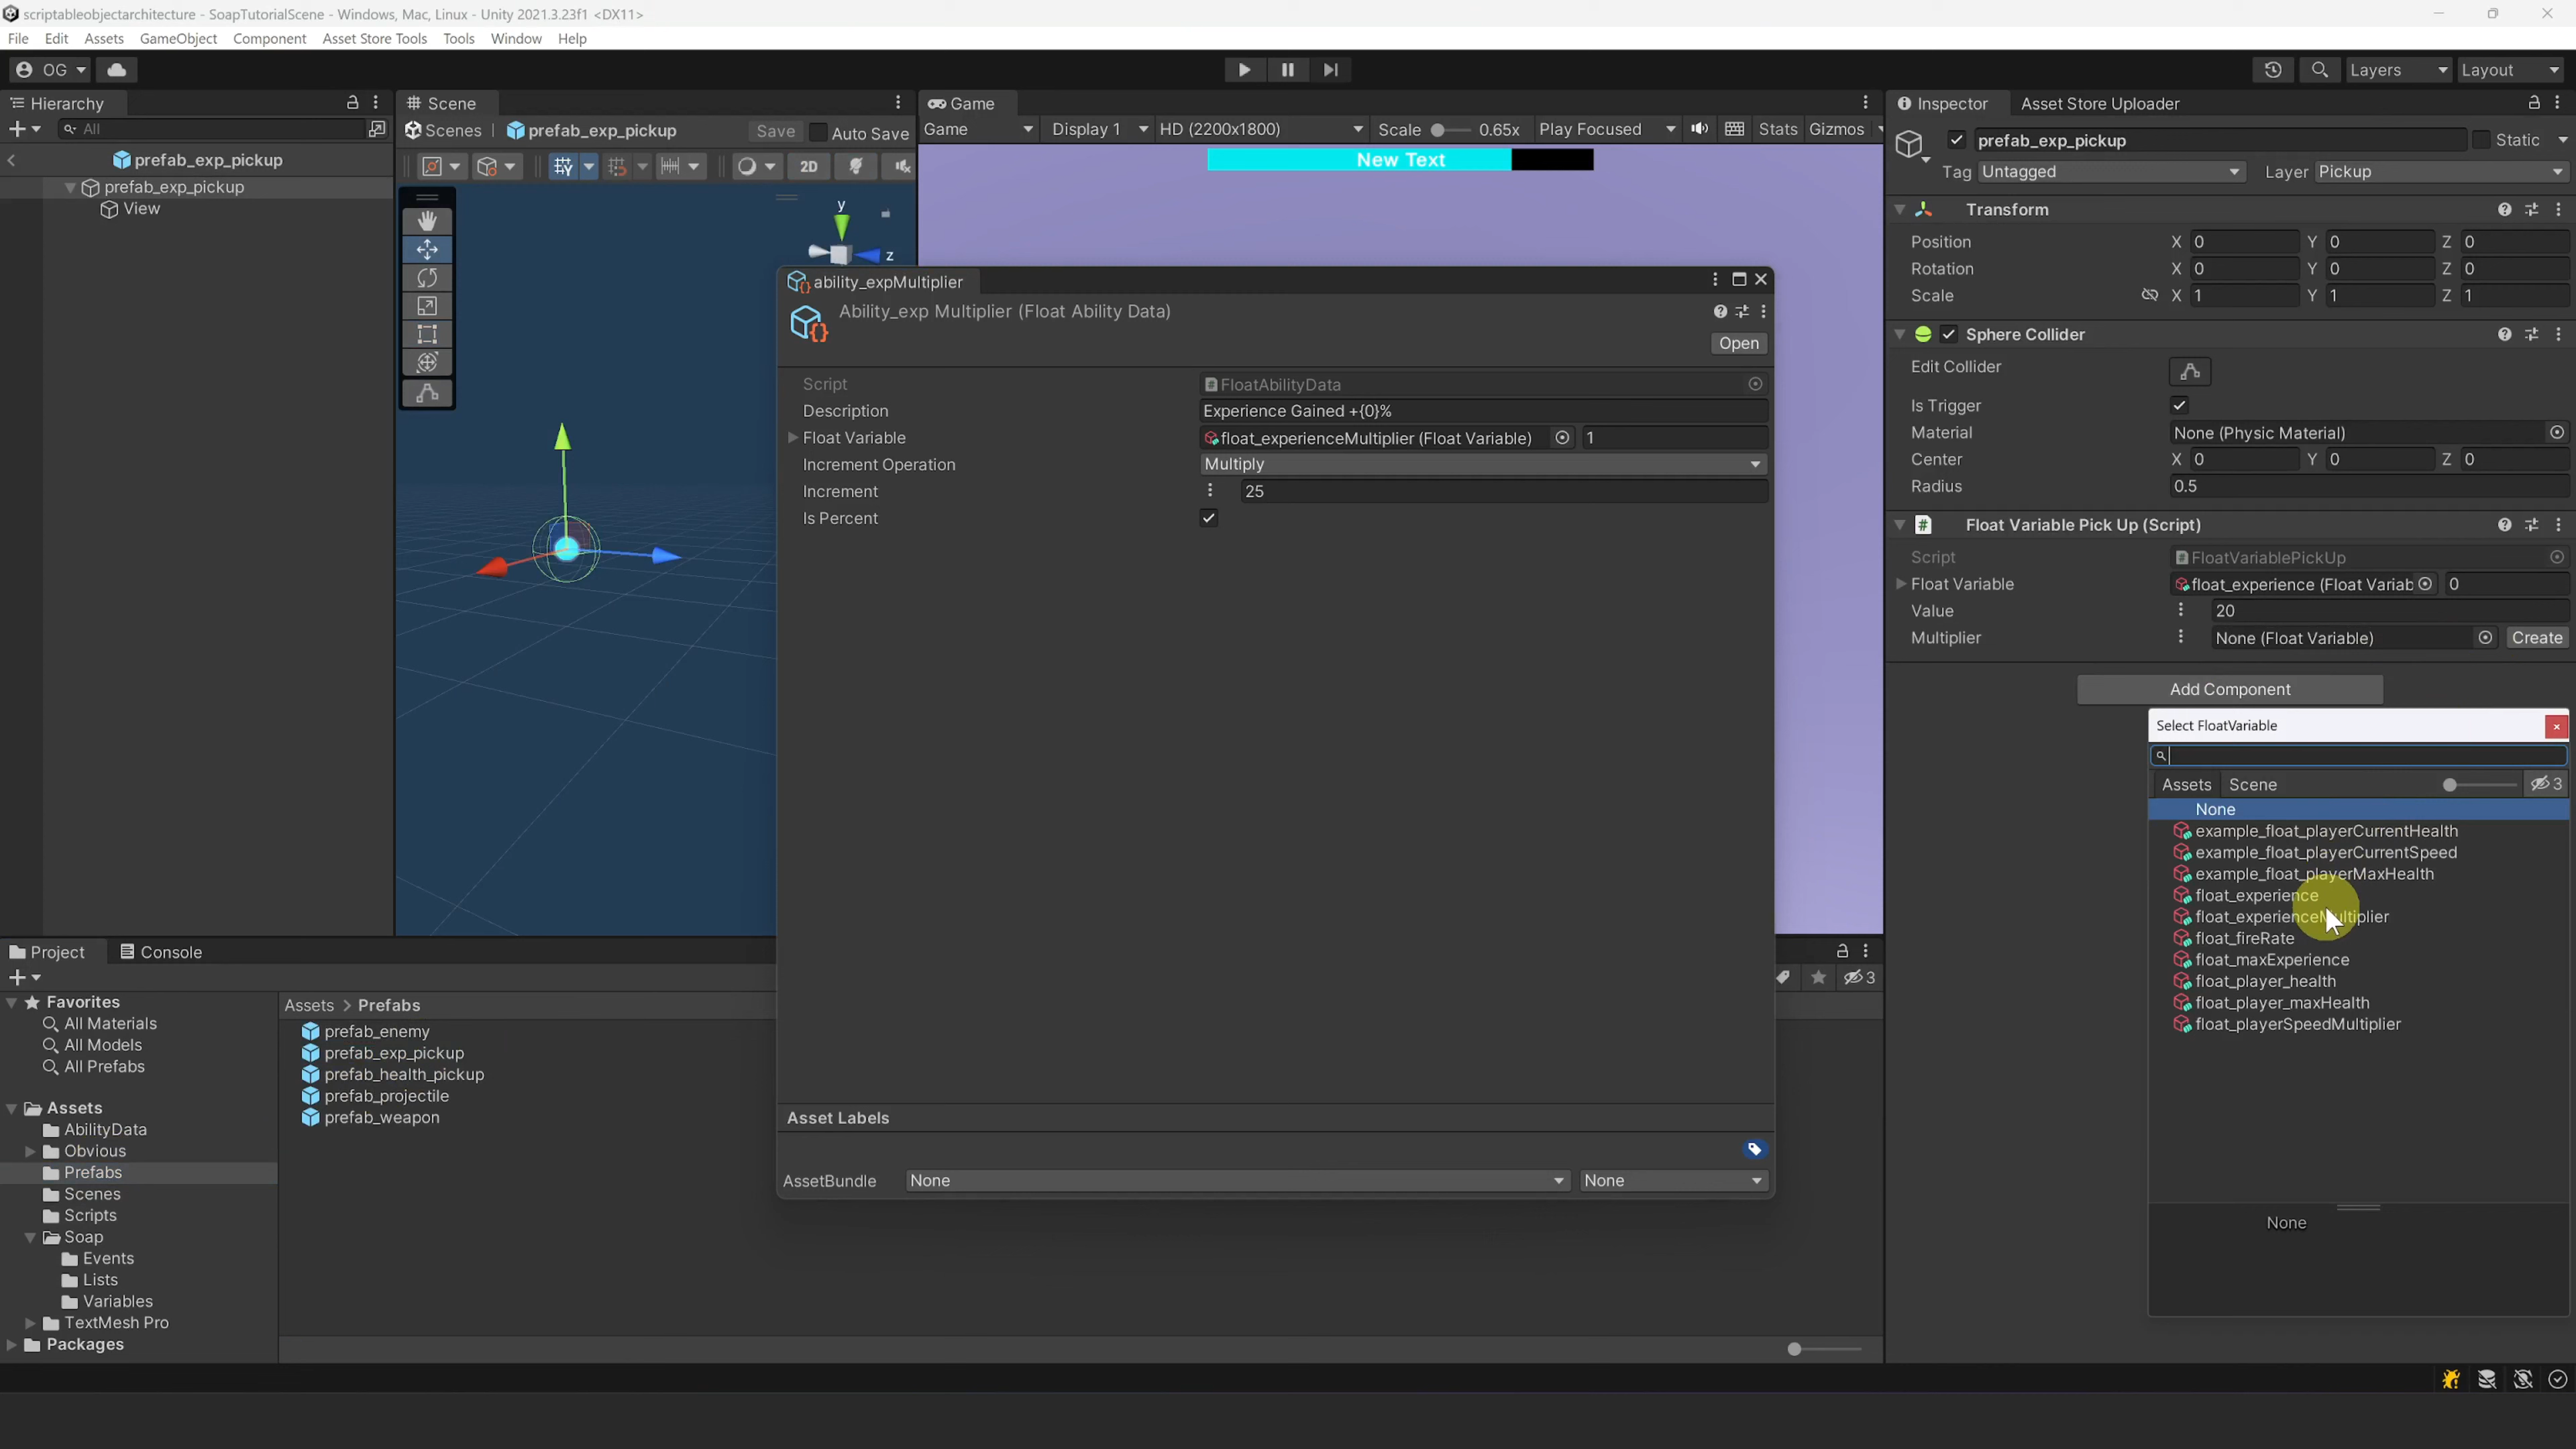 scriptableobjectarchitecture - SoapTutorialScene - Windows, Mac, Linux - Unity 2021.3.23f1 <DX11>
File Edit Assets GameObject Component Asset Store Tools Tools Window Help
OG
Layers Layout
Hierarchy
All
prefab_exp_pickup
prefab_exp_pickup
View
Scene
Scenes prefab_exp_pickup Save Auto Save
2D
y
z
Game
Game Display 1 HD (2200x1800) Scale 0.65x Play Focused Stats Gizmos
New Text
ability_expMultiplier
Ability_exp Multiplier (Float Ability Data)
Open
Script FloatAbilityData
Description Experience Gained +{0}%
Float Variable float_experienceMultiplier (Float Variable) 1
Increment Operation Multiply
Increment 25
Is Percent
Asset Labels
AssetBundle None None
Inspector Asset Store Uploader
prefab_exp_pickup Static
Tag Untagged Layer Pickup
Transform
Position X 0 Y 0 Z 0
Rotation X 0 Y 0 Z 0
Scale X 1 Y 1 Z 1
Sphere Collider
Edit Collider
Is Trigger
Material None (Physic Material)
Center X 0 Y 0 Z 0
Radius 0.5
Float Variable Pick Up (Script)
Script FloatVariablePickUp
Float Variable float_experience (Float Variab 0
Value 20
Multiplier None (Float Variable) Create
Add Component
Select FloatVariable
Assets Scene 3
None
example_float_playerCurrentHealth
example_float_playerCurrentSpeed
example_float_playerMaxHealth
float_experience
float_experienceMultiplier
float_fireRate
float_maxExperience
float_player_health
float_player_maxHealth
float_playerSpeedMultiplier
None
Project Console
3
Favorites
All Materials
All Models
All Prefabs
Assets
AbilityData
Obvious
Prefabs
Scenes
Scripts
Soap
Events
Lists
Variables
TextMesh Pro
Packages
Assets > Prefabs
prefab_enemy
prefab_exp_pickup
prefab_health_pickup
prefab_projectile
prefab_weapon